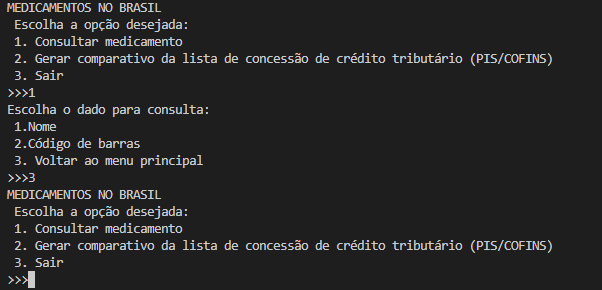 MEDICAMENTOS NO BRASIL
Escolha a opção desejada:
1. Consultar medicamento
2. Gerar comparativo da lista de concessão de crédito tributário (PIS/COFINS)
3. Sair
>>>1
Escolha o dado para consulta:
1.Nome
2.Código de barras
3. Voltar ao menu principal
>>>3
MEDICAMENTOS NO BRASIL
Escolha a opção desejada:
1. Consultar medicamento
2. Gerar comparativo da lista de concessão de crédito tributário (PIS/COFINS)
3. Sair
>>>